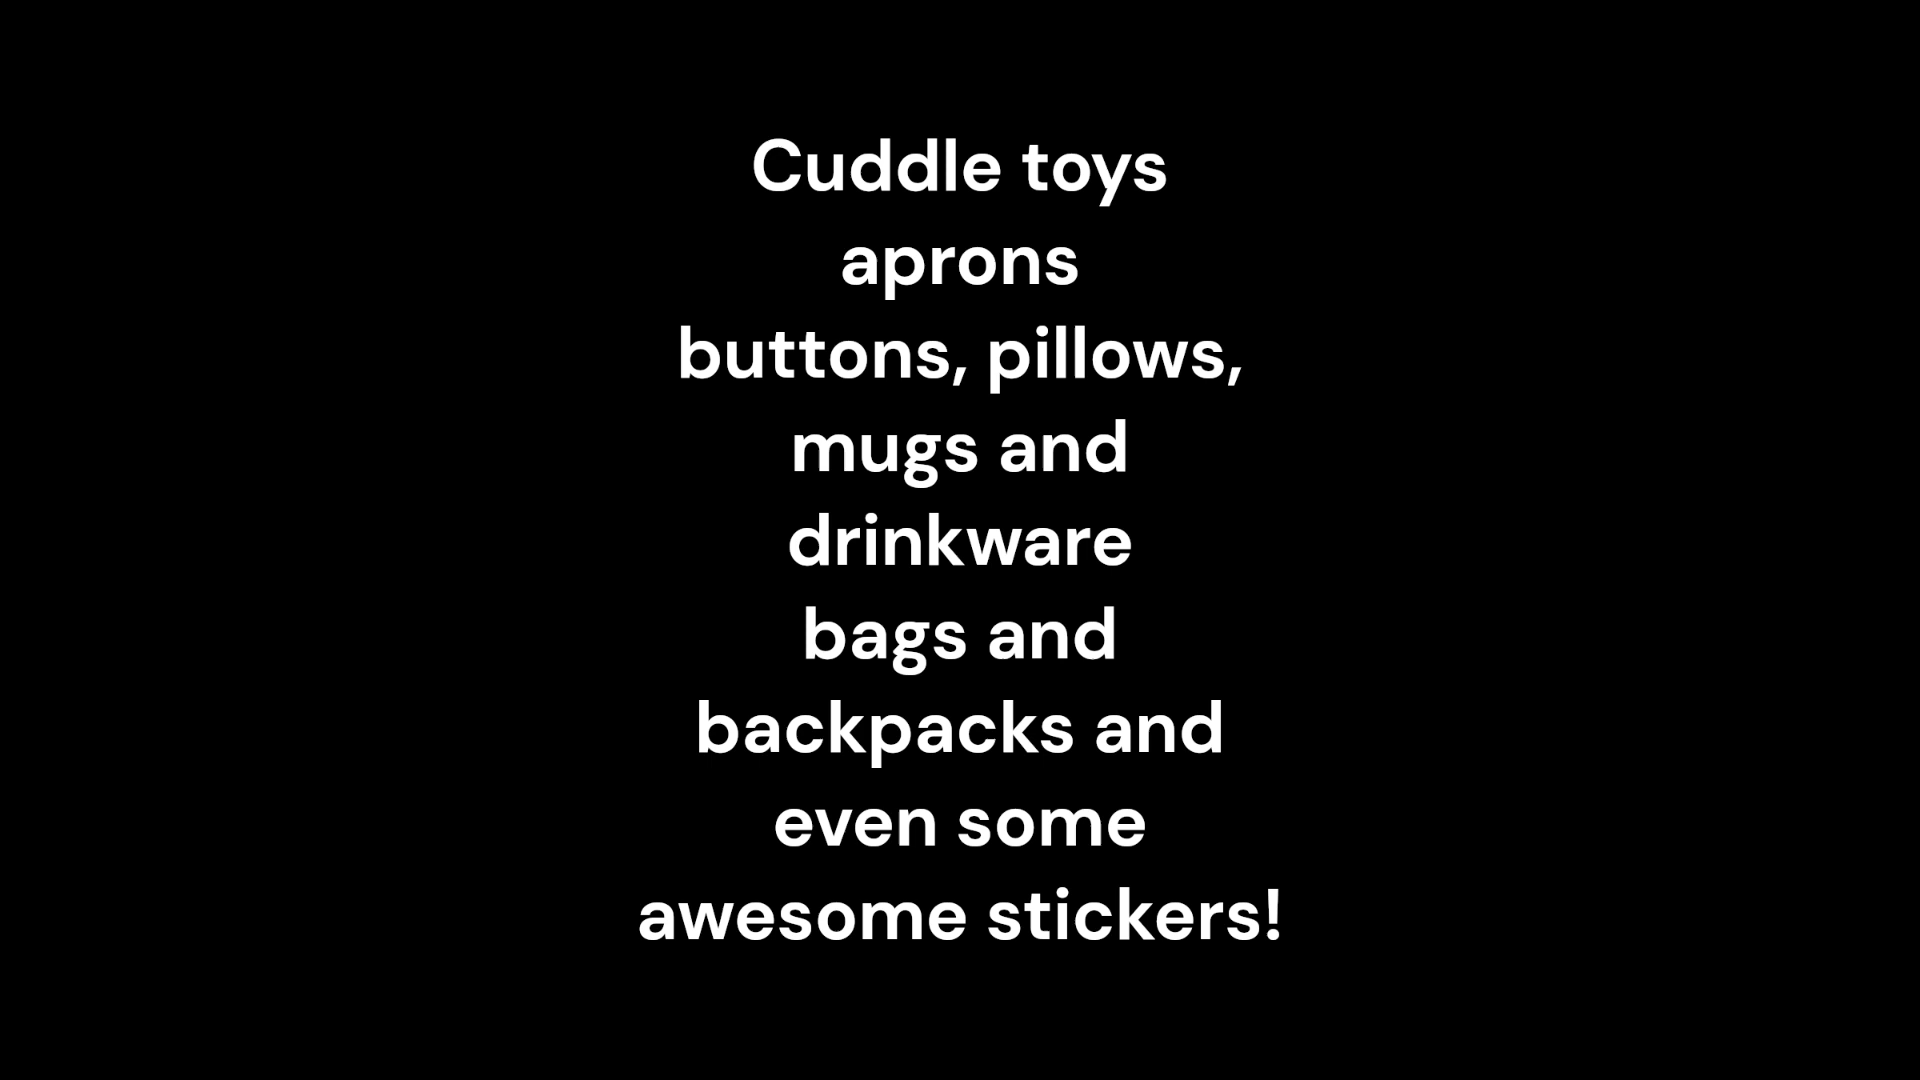 Cuddle toys
aprons
buttons, pillows,
mugs and
drinkware
bags and
backpacks and
even some
awesome stickers!